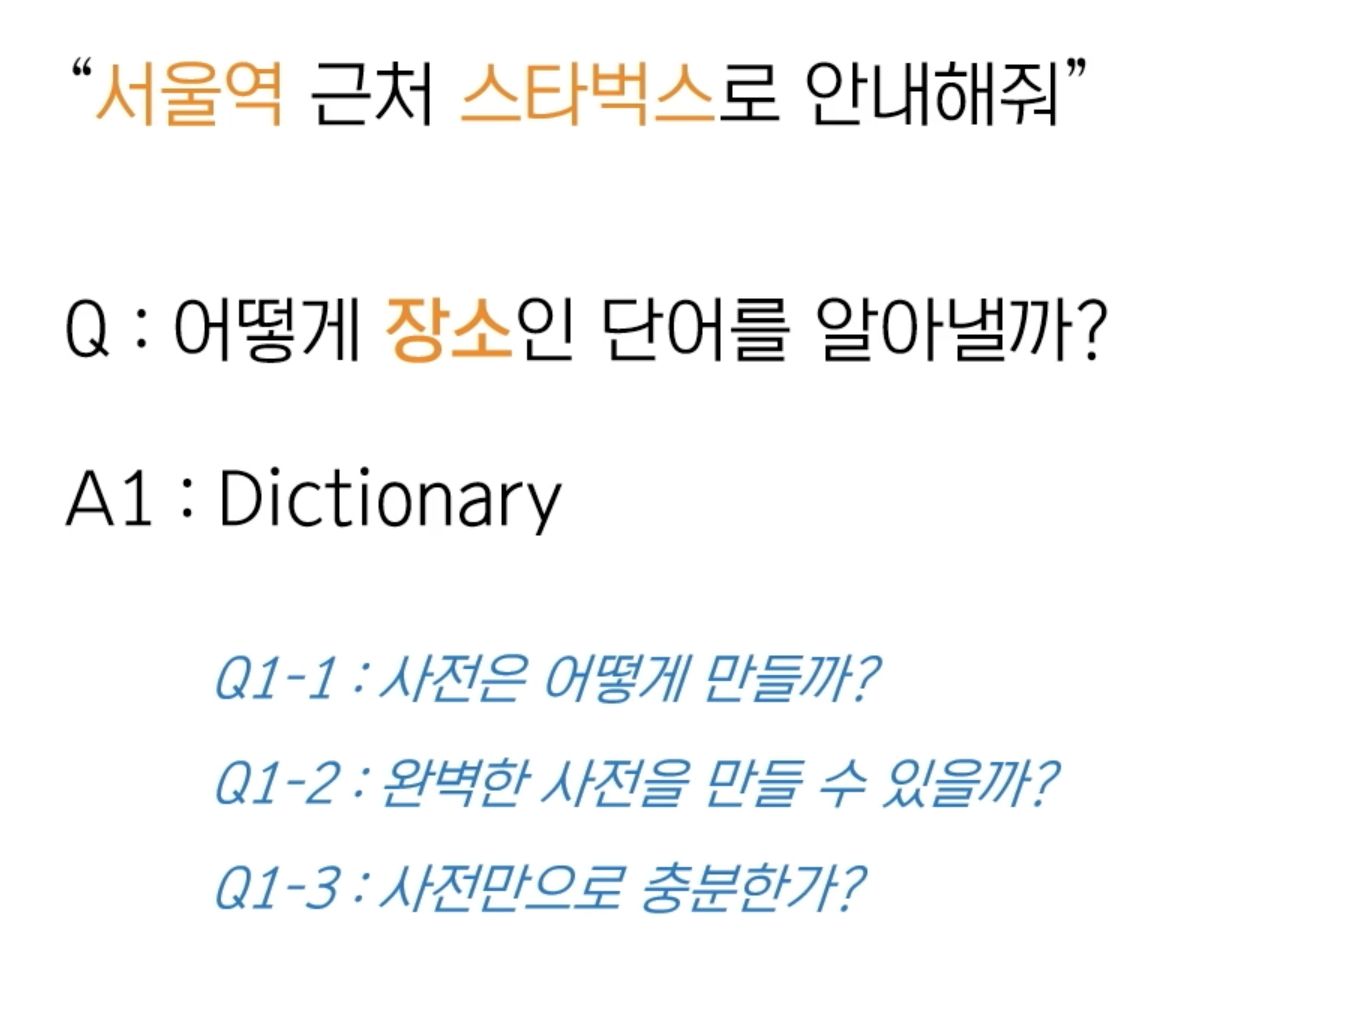 “서울역 근처 스타벅스로 안내해줘”
Q : 어떻게 장소인 단어를 알아낼까?
A1 : Dictionary
Q1-1 : 사전은 어떻게 만들까?
Q1-2 : 완벽한 사전을 만들 수 있을까?
Q1-3 : 사전만으로 충분한가?